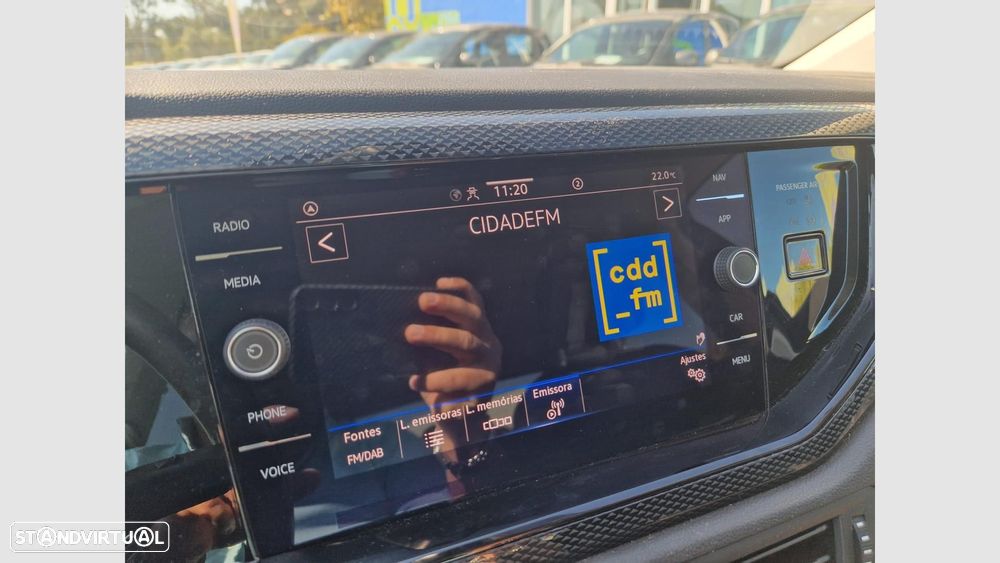 22.0°C
11:20
2
CIDADEFM
<
>
[cdd
_fm]
RADIO
MEDIA
PHONE
VOICE
NAV
APP
CAR
MENU
PASSENGER AIR
Ajustes
Fontes
FM/DAB
L. emissoras
L. memórias
Emissora
STANDVIRTUAL